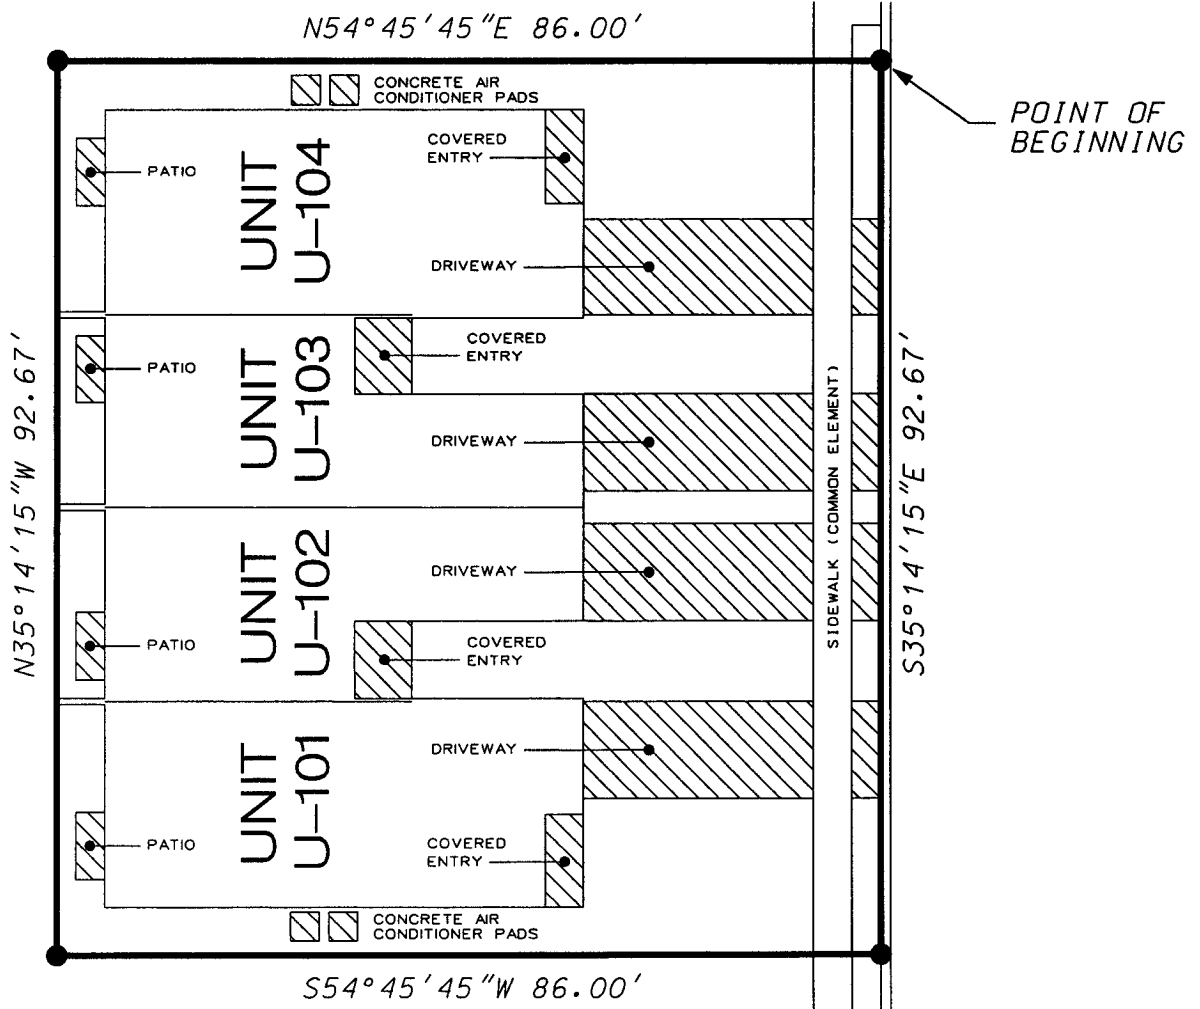 N54°45'45"E 86.00'
CONCRETE AIR
CONDITIONER PADS
POINT OF
BEGINNING
COVERED
ENTRY
PATIO
UNIT
U-104
DRIVEWAY
COVERED
ENTRY
PATIO
UNIT
U-103
DRIVEWAY
N35°14'15"W 92.67'
SIDEWALK (COMMON ELEMENT)
S35°14'15"E 92.67'
UNIT
U-102
DRIVEWAY
PATIO
COVERED
ENTRY
UNIT
U-101
DRIVEWAY
PATIO
COVERED
ENTRY
CONCRETE AIR
CONDITIONER PADS
S54°45'45"W 86.00'